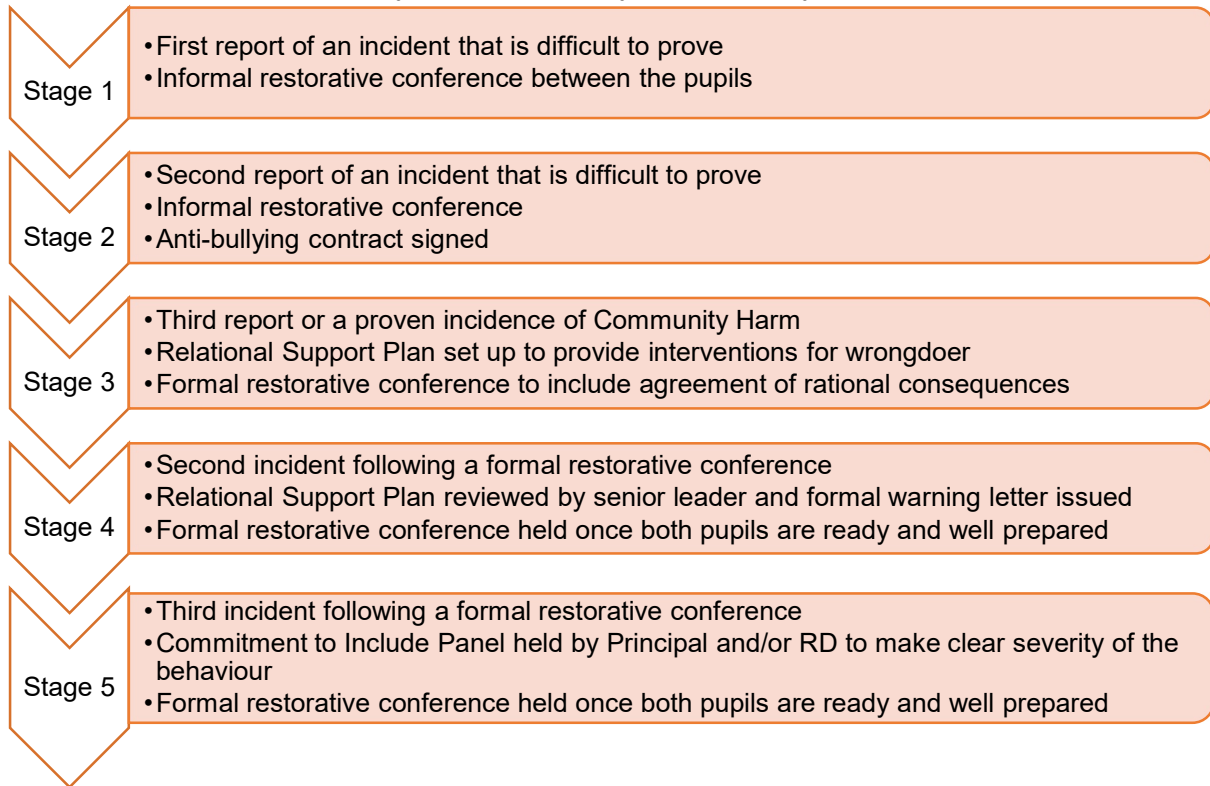 Stage 1
•First report of an incident that is difficult to prove
•Informal restorative conference between the pupils
Stage 2
•Second report of an incident that is difficult to prove
•Informal restorative conference
•Anti-bullying contract signed
Stage 3
•Third report or a proven incidence of Community Harm
•Relational Support Plan set up to provide interventions for wrongdoer
•Formal restorative conference to include agreement of rational consequences
Stage 4
•Second incident following a formal restorative conference
•Relational Support Plan reviewed by senior leader and formal warning letter issued
•Formal restorative conference held once both pupils are ready and well prepared
Stage 5
•Third incident following a formal restorative conference
•Commitment to Include Panel held by Principal and/or RD to make clear severity of the
behaviour
•Formal restorative conference held once both pupils are ready and well prepared